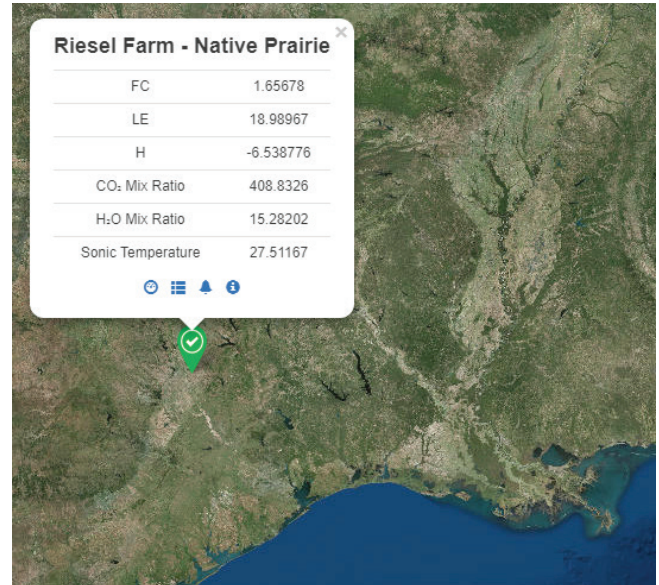 Riesel Farm - Native Prairie
FC 1.65678
LE 18.98967
H -6.538776
CO₂ Mix Ratio 408.8326
H₂O Mix Ratio 15.28202
Sonic Temperature 27.51167